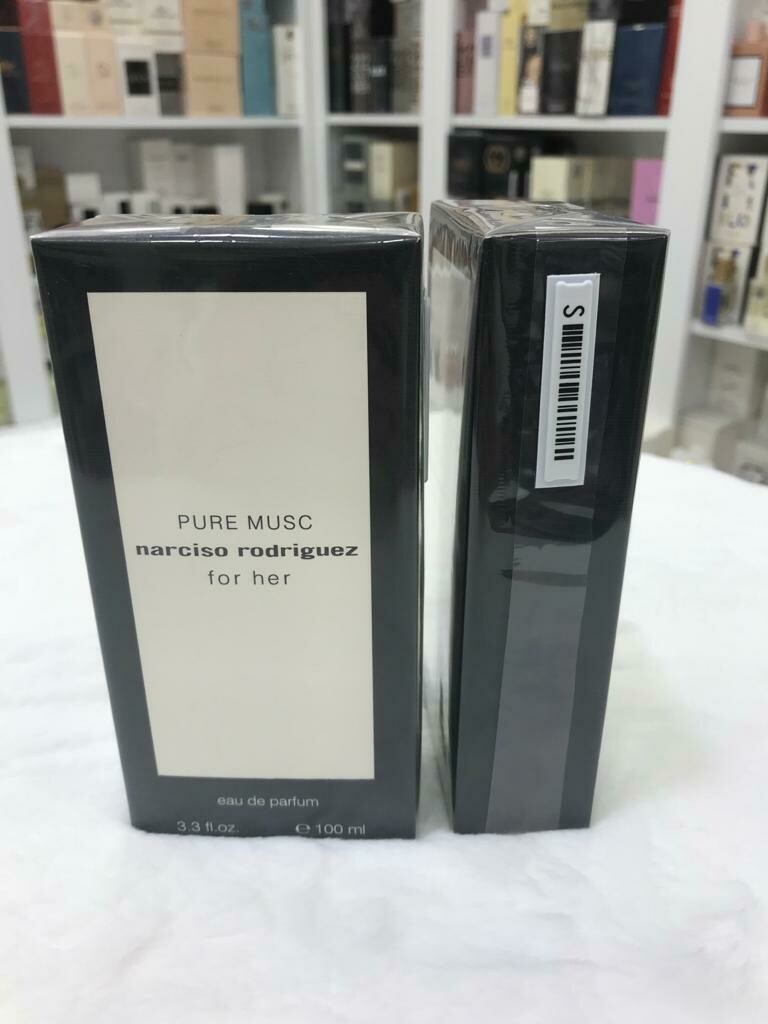 PURE MUSC
narciso rodriguez
for her
eau de parfum
3.3 fl.oz. ℮ 100 ml
S